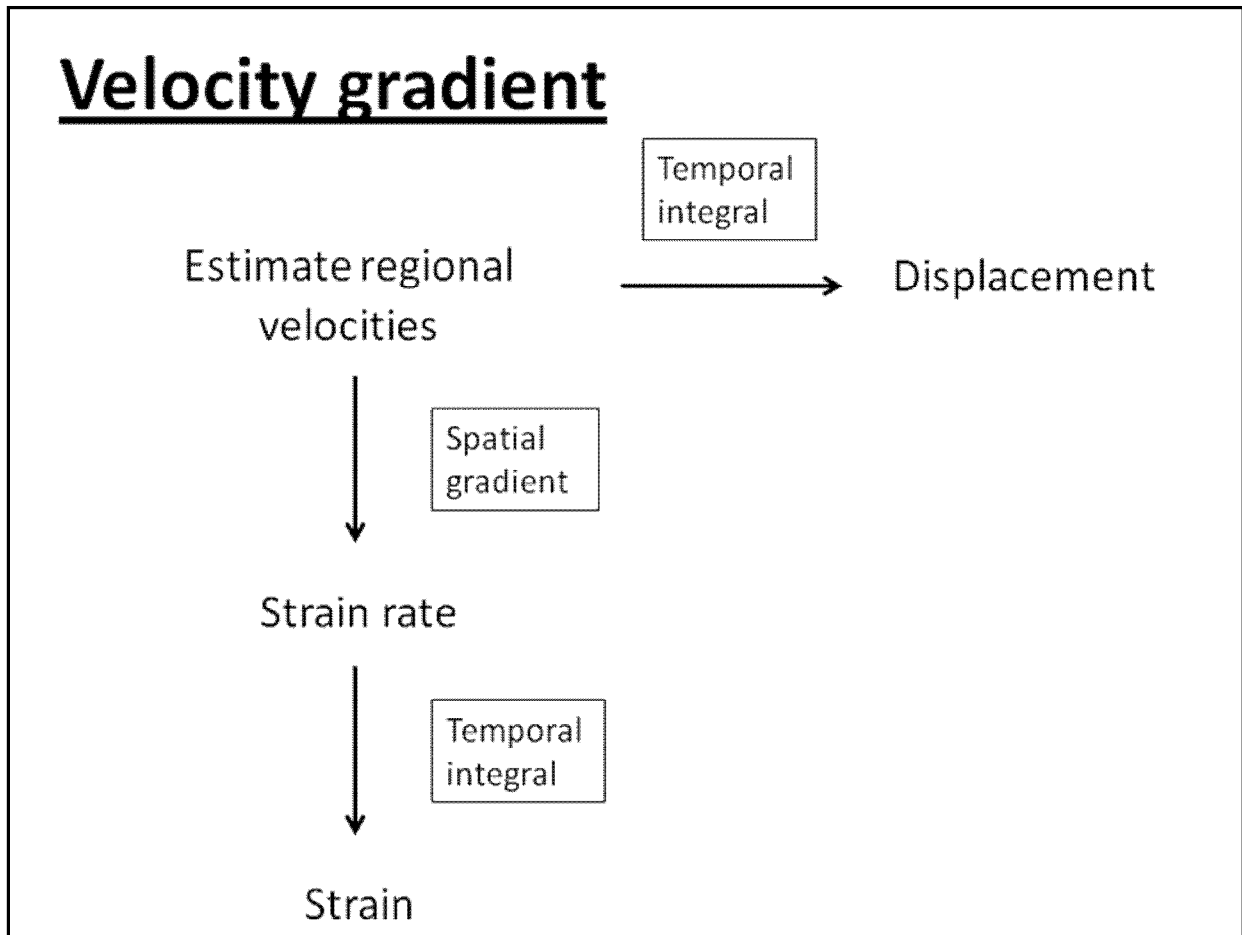 Velocity gradient
Temporal
integral
Estimate regional
velocities
Displacement
Spatial
gradient
Strain rate
Temporal
integral
Strain